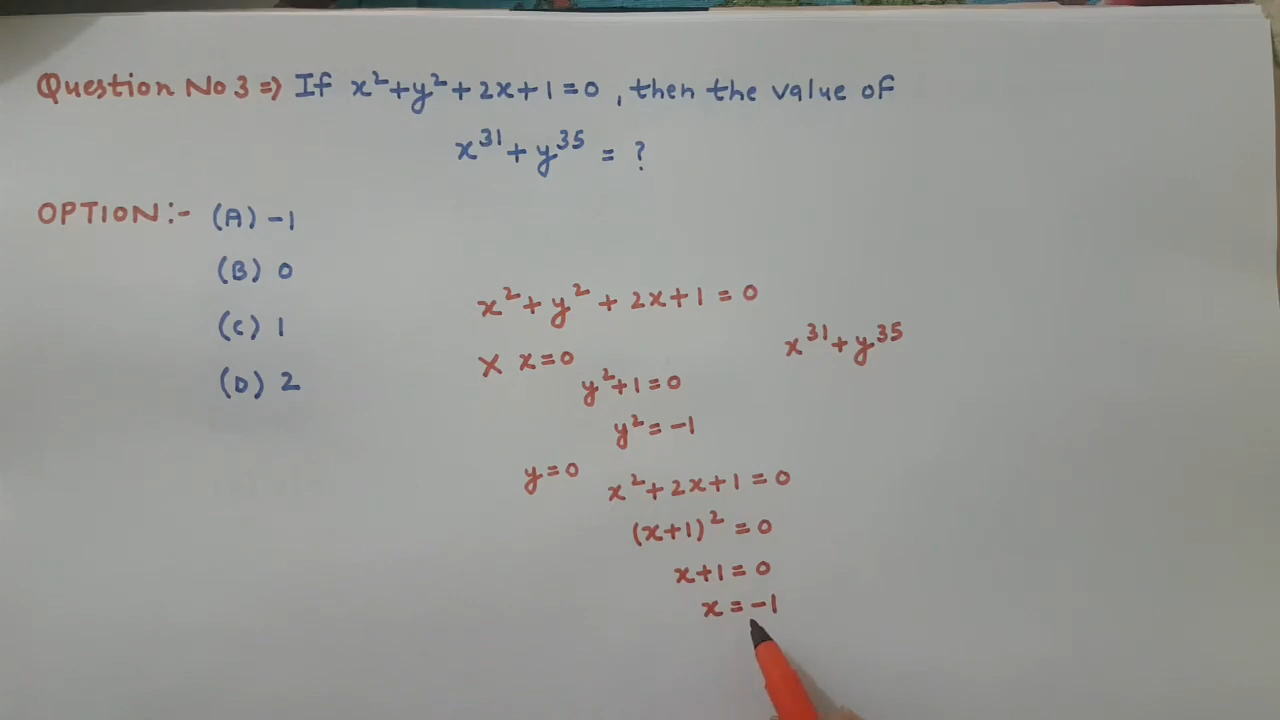 Question No 3 => If x²+y²+2x+1=0, then the value of
x³¹+y³⁵ = ?
OPTION:- (A) -1
(B) 0
(C) 1
(D) 2
x²+y²+2x+1=0
x³¹+y³⁵
✗ x=0
y²+1=0
y²=-1
y=0
x²+2x+1=0
(x+1)²=0
x+1=0
x=-1